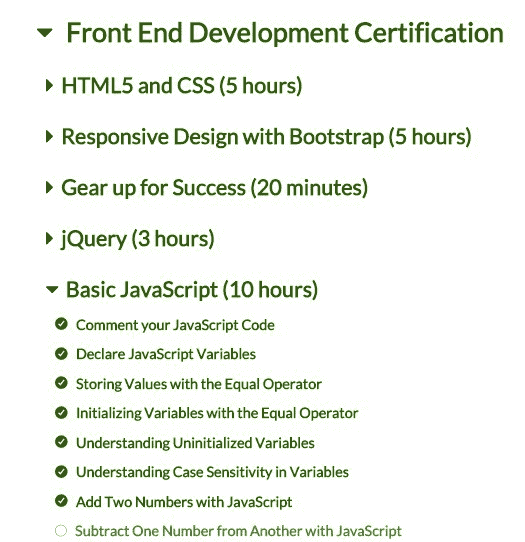 Front End Development Certification
HTML5 and CSS (5 hours)
Responsive Design with Bootstrap (5 hours)
Gear up for Success (20 minutes)
jQuery (3 hours)
Basic JavaScript (10 hours)
Comment your JavaScript Code
Declare JavaScript Variables
Storing Values with the Equal Operator
Initializing Variables with the Equal Operator
Understanding Uninitialized Variables
Understanding Case Sensitivity in Variables
Add Two Numbers with JavaScript
Subtract One Number from Another with JavaScript